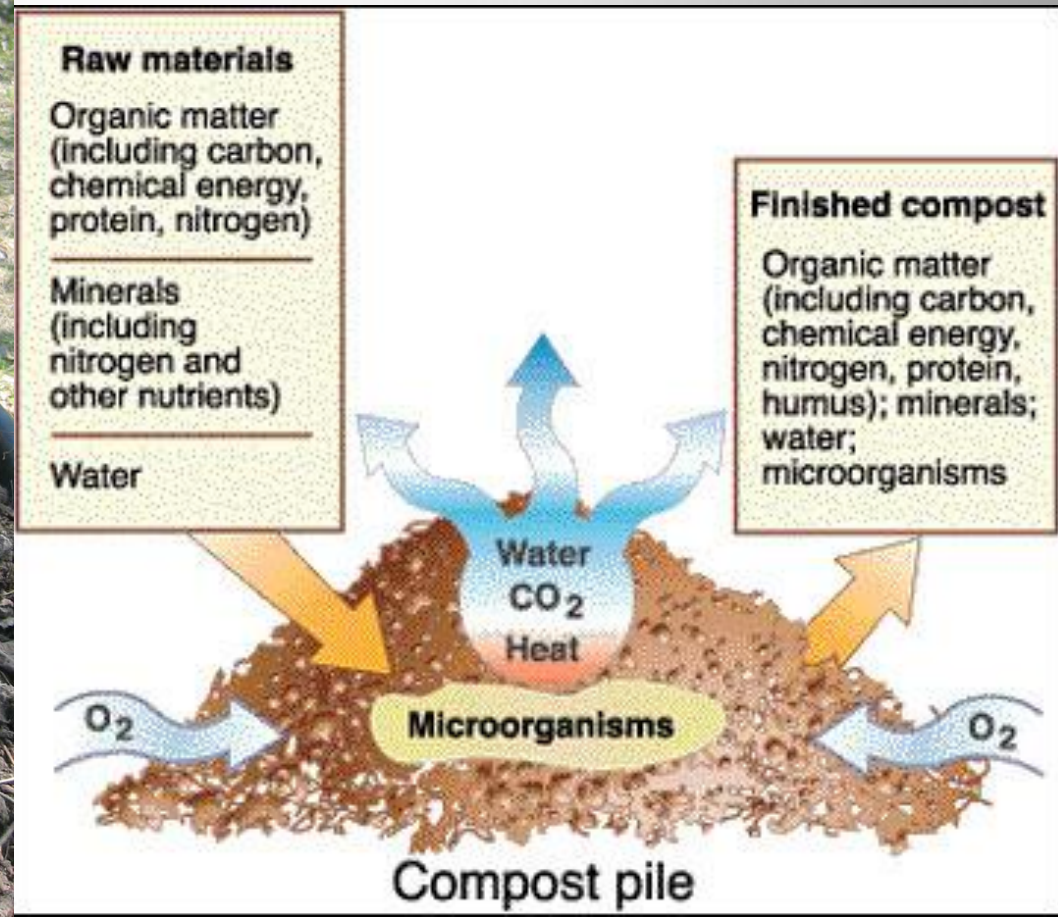 Raw materials
Organic matter
(including carbon,
chemical energy,
protein, nitrogen)
Minerals
(including
nitrogen and
other nutrients)
Water
Finished compost
Organic matter
(including carbon,
chemical energy,
nitrogen, protein,
humus); minerals;
water;
microorganisms
Water
CO2
Heat
Microorganisms
O2
O2
Compost pile